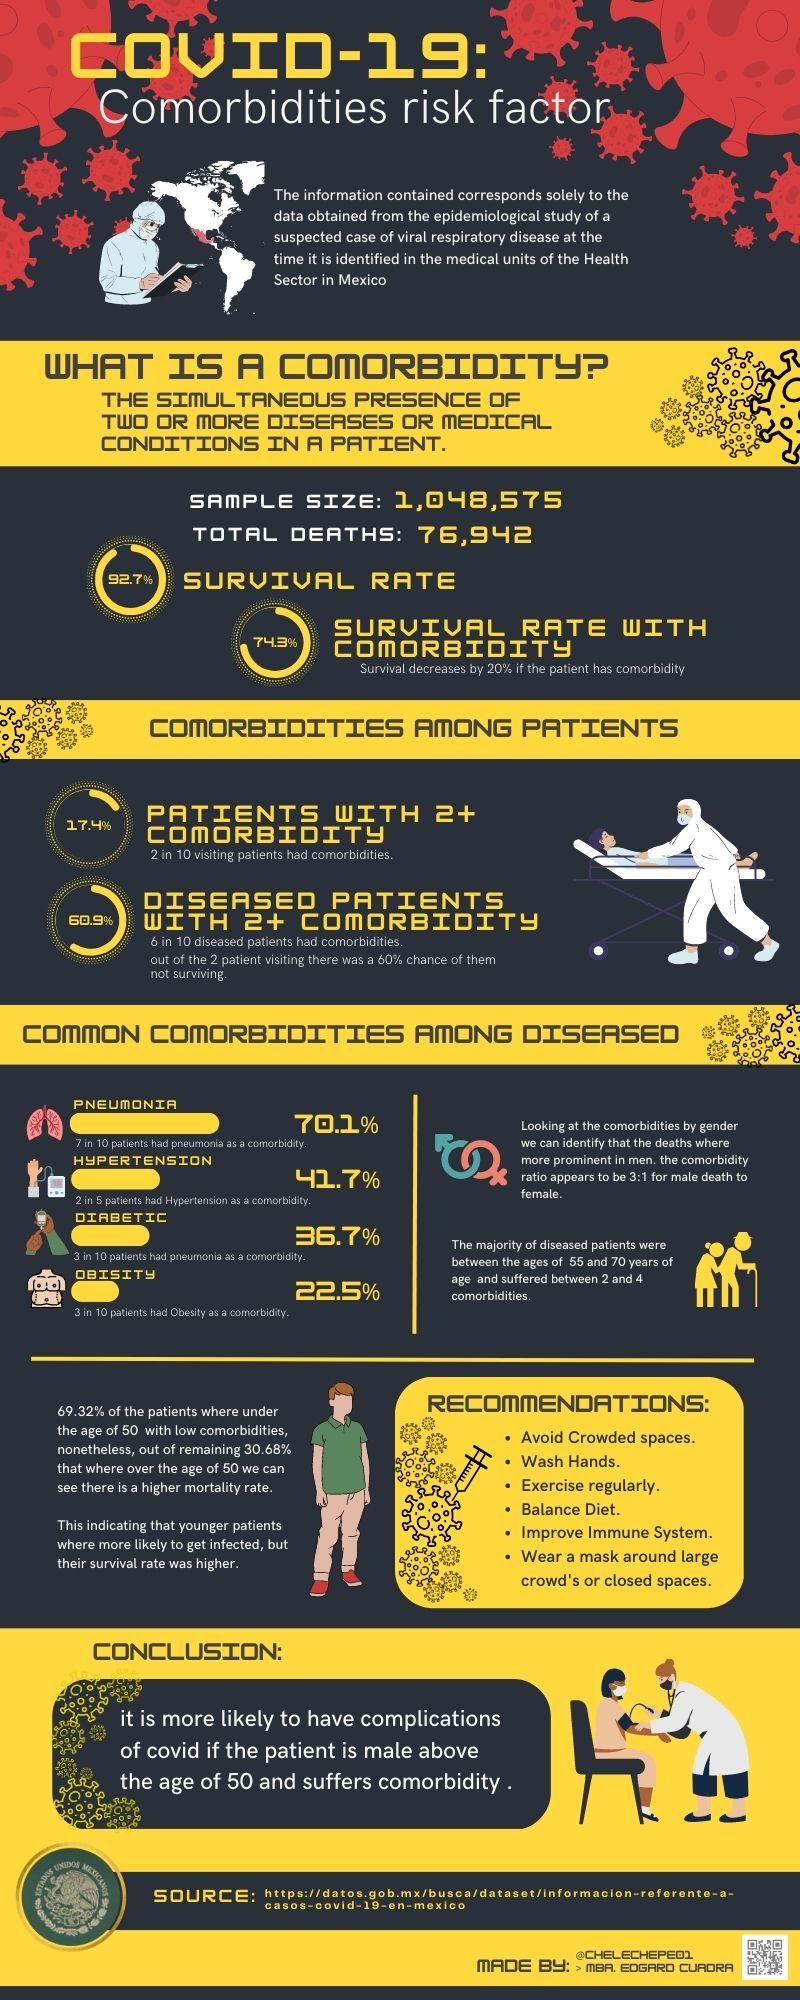 COVID-19:
Comorbidities risk factor
The information contained corresponds solely to the
data obtained from the epidemiological study of a
suspected case of viral respiratory disease at the
time it is identified in the medical units of the Health
Sector in Mexico
WHAT IS A COMORBIDITY?
THE SIMULTANEOUS PRESENCE OF
TWO OR MORE DISEASES OR MEDICAL
CONDITIONS IN A PATIENT.
SAMPLE SIZE: 1,048,575
TOTAL DEATHS: 76,942
92.7% SURVIVAL RATE
74.3%
SURVIVAL RATE WITH
COMORBIDITY
Survival decreases by 20% if the patient has comorbidity
COMORBIDITIES AMONG PATIENTS
17.4%
PATIENTS WITH 2+
COMORBIDITY
2 in 10 visiting patients had comorbidities.
60.9%
DISEASED PATIENTS
WITH 2+ COMORBIDITY
6 in 10 diseased patients had comorbidities.
out of the 2 patient visiting there was a 60% chance of them
not surviving.
COMMON COMORBIDITIES AMONG DISEASED
PNEUMONIA
70.1%
7 in 10 patients had pneumonia as a comorbidity.
HYPERTENSION
41.7%
2 in 5 patients had Hypertension as a comorbidity.
DIABETIC
36.7%
3 in 10 patients had pneumonia as a comorbidity.
OBISITY
22.5%
3 in 10 patients had Obesity as a comorbidity.
Looking at the comorbidities by gender
we can identify that the deaths where
more prominent in men. the comorbidity
ratio appears to be 3:1 for male death to
female.
The majority of diseased patients were
between the ages of 55 and 70 years of
age and suffered between 2 and 4
comorbidities.
69.32% of the patients where under
the age of 50 with low comorbidities,
nonetheless, out of remaining 30.68%
that where over the age of 50 we can
see there is a higher mortality rate.
This indicating that younger patients
where more likely to get infected, but
their survival rate was higher.
RECOMMENDATIONS:
• Avoid Crowded spaces.
• Wash Hands.
• Exercise regularly.
• Balance Diet.
• Improve Immune System.
• Wear a mask around large
crowd's or closed spaces.
CONCLUSION:
it is more likely to have complications
of covid if the patient is male above
the age of 50 and suffers comorbidity .
ESTADOS UNIDOS MEXICANOS
SOURCE: https://datos.gob.mx/busca/dataset/informacion-referente-a-
casos-covid-19-en-mexico
MADE BY: @CHELECHEPE01
> MBA. EDGARD CUADRA